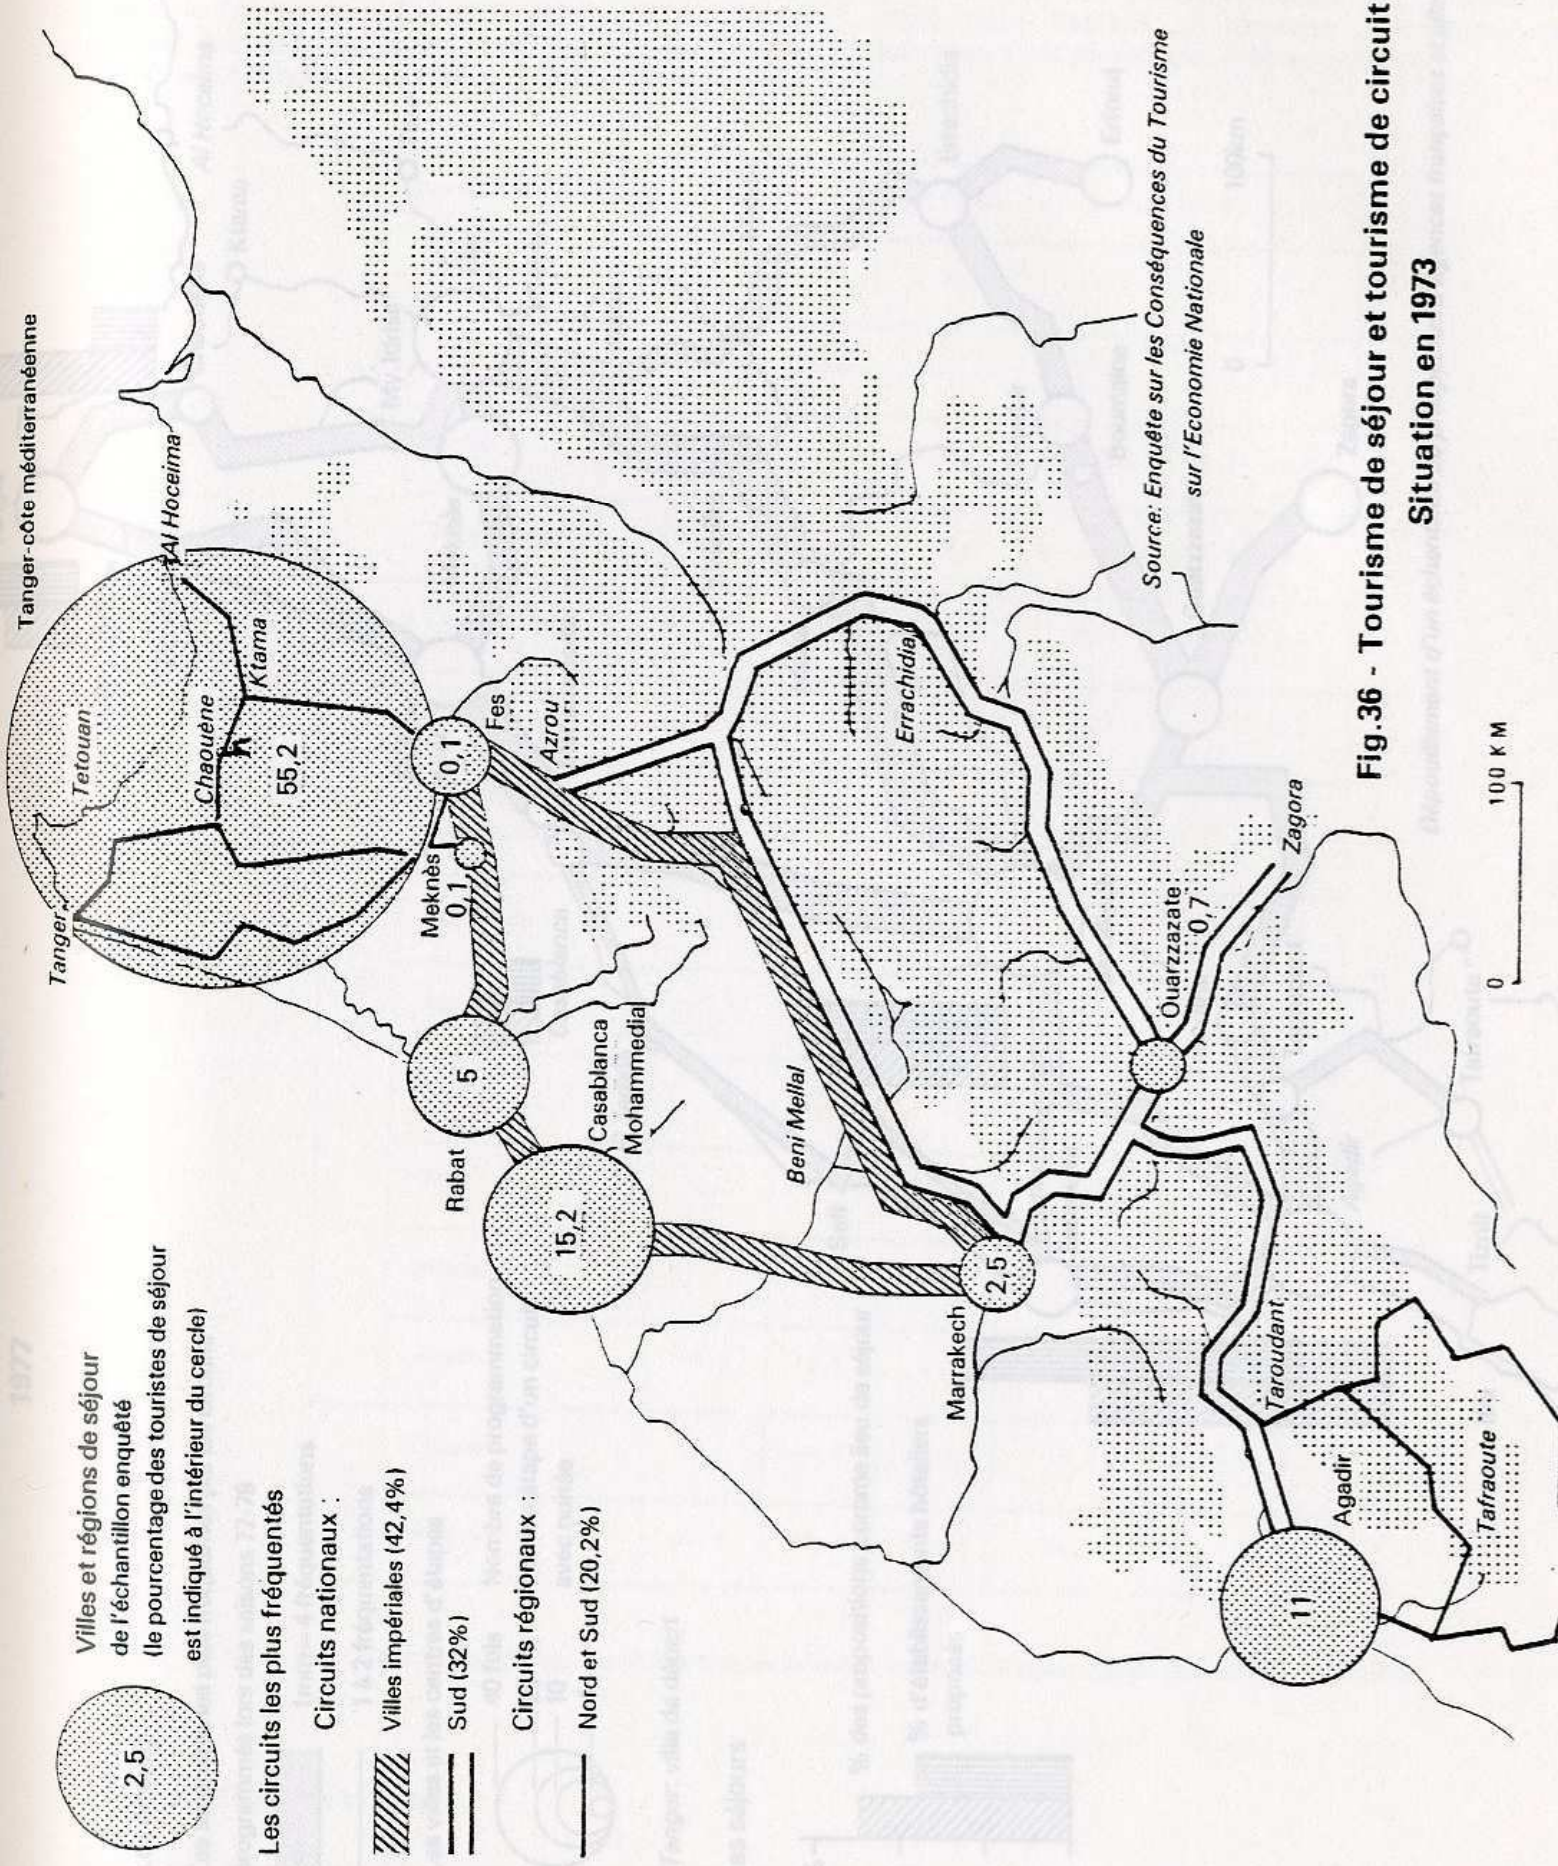 Villes et régions de séjour
de l'échantillon enquêté
(le pourcentage des touristes de séjour
est indiqué à l'intérieur du cercle)
2,5
Les circuits les plus fréquentés
Circuits nationaux :
Villes impériales (42,4%)
Sud (32%)
Circuits régionaux :
Nord et Sud (20,2%)
Tanger-côte méditerranéenne
Tanger
Tetouan
Al Hoceima
Chaouène
Ktama
55,2
Meknès
0,1
0,1
Fes
Azrou
Rabat
5
15,2
Casablanca
Mohammedia
Beni Mellal
Errachidia
Marrakech
2,5
Ouarzzazate
0,7
Zagora
Taroudant
Agadir
11
Tafraoute
Source: Enquête sur les Conséquences du Tourisme
sur l'Economie Nationale
0 100 KM
Fig.36 - Tourisme de séjour et tourisme de circuit
Situation en 1973